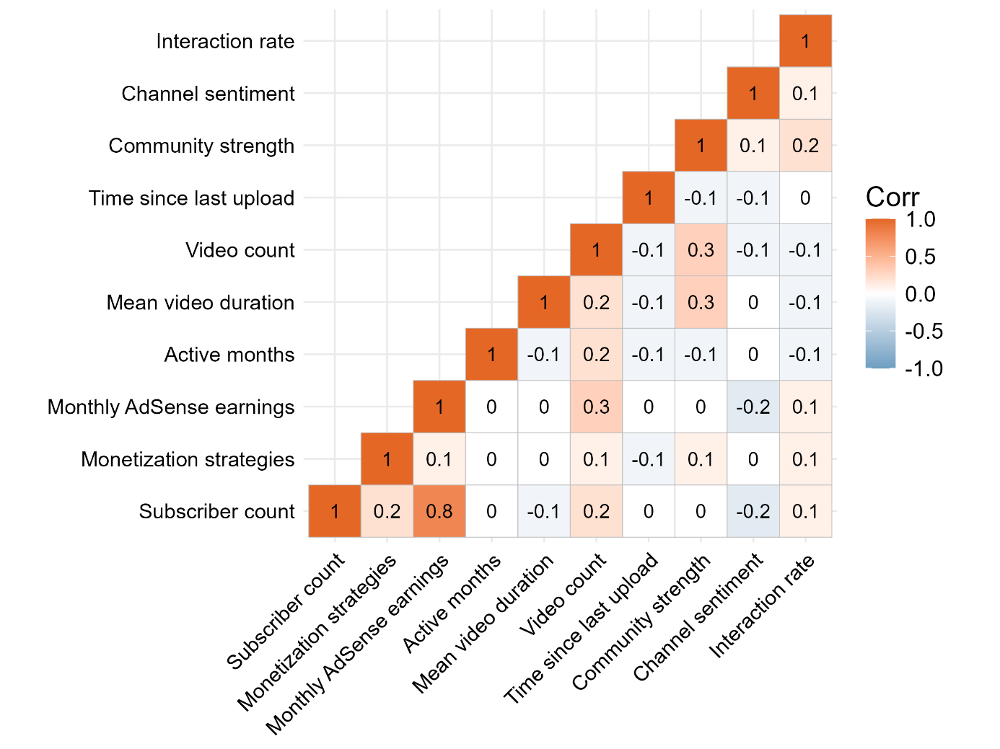 Interaction rate 1
Channel sentiment 1 0.1
Community strength 1 0.1 0.2
Time since last upload 1 -0.1 -0.1 0
Video count 1 -0.1 0.3 -0.1 -0.1
Mean video duration 1 0.2 -0.1 0.3 0 -0.1
Active months 1 -0.1 0.2 -0.1 -0.1 0 -0.1
Monthly AdSense earnings 1 0 0 0.3 0 0 -0.2 0.1
Monetization strategies 1 0.1 0 0 0.1 -0.1 0.1 0 0.1
Subscriber count 1 0.2 0.8 0 -0.1 0.2 0 0 -0.2 0.1
Subscriber count
Monetization strategies
Monthly AdSense earnings
Active months
Mean video duration
Video count
Time since last upload
Community strength
Channel sentiment
Interaction rate
Corr
1.0
0.5
0.0
-0.5
-1.0